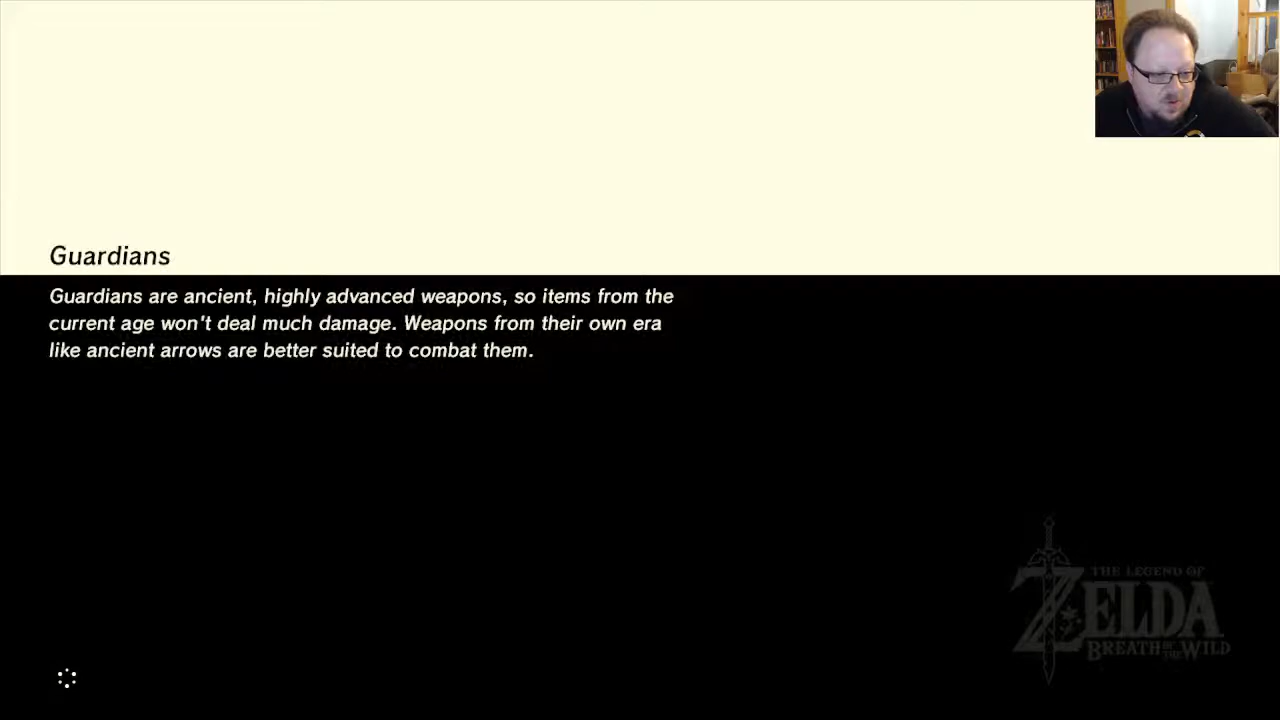 Guardians
Guardians are ancient, highly advanced weapons, so items from the
current age won't deal much damage. Weapons from their own era
like ancient arrows are better suited to combat them.
THE LEGEND OF
ZELDA
BREATH OF THE WILD